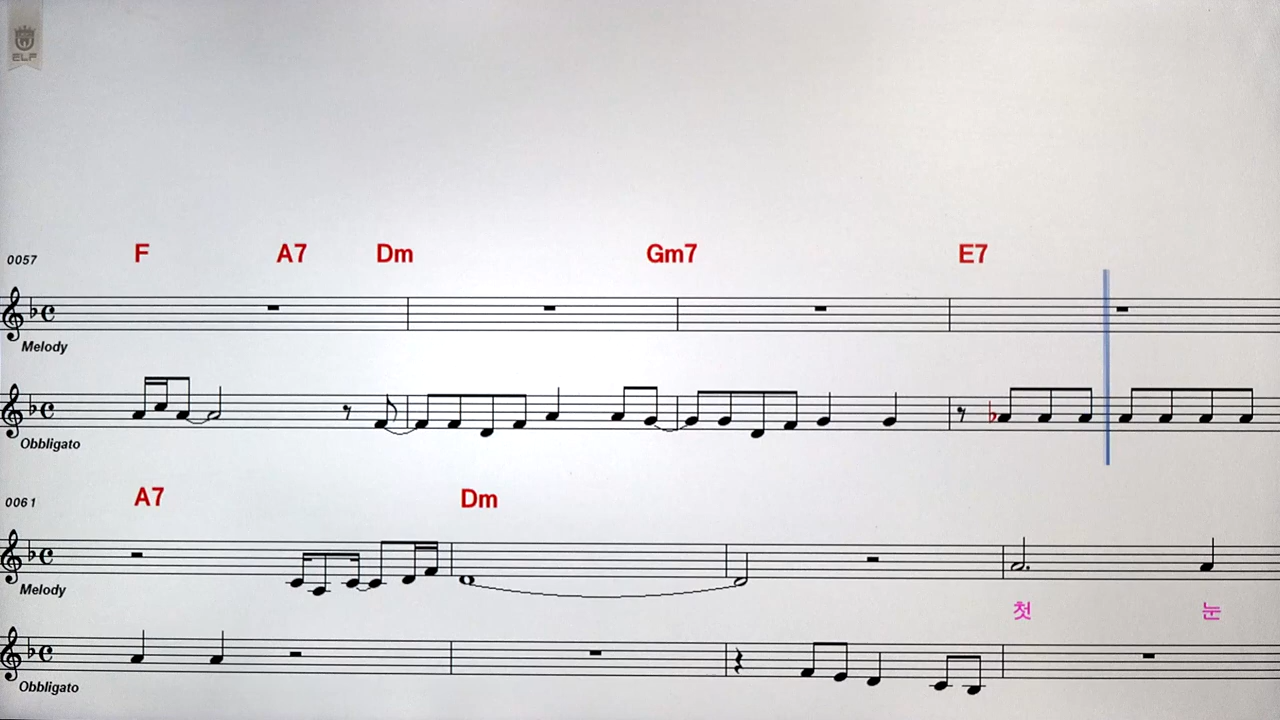 ELF
F A7 Dm Gm7 E7
0057
Melody
Obbligato
A7 Dm
0061
Melody
첫 눈
Obbligato